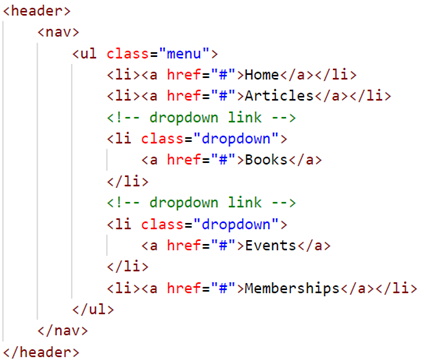 <header>
<nav>
<ul class="menu">
<li><a href="#">Home</a></li>
<li><a href="#">Articles</a></li>
<!-- dropdown link -->
<li class="dropdown">
<a href="#">Books</a>
</li>
<!-- dropdown link -->
<li class="dropdown">
<a href="#">Events</a>
</li>
<li><a href="#">Memberships</a></li>
</ul>
</nav>
</header>